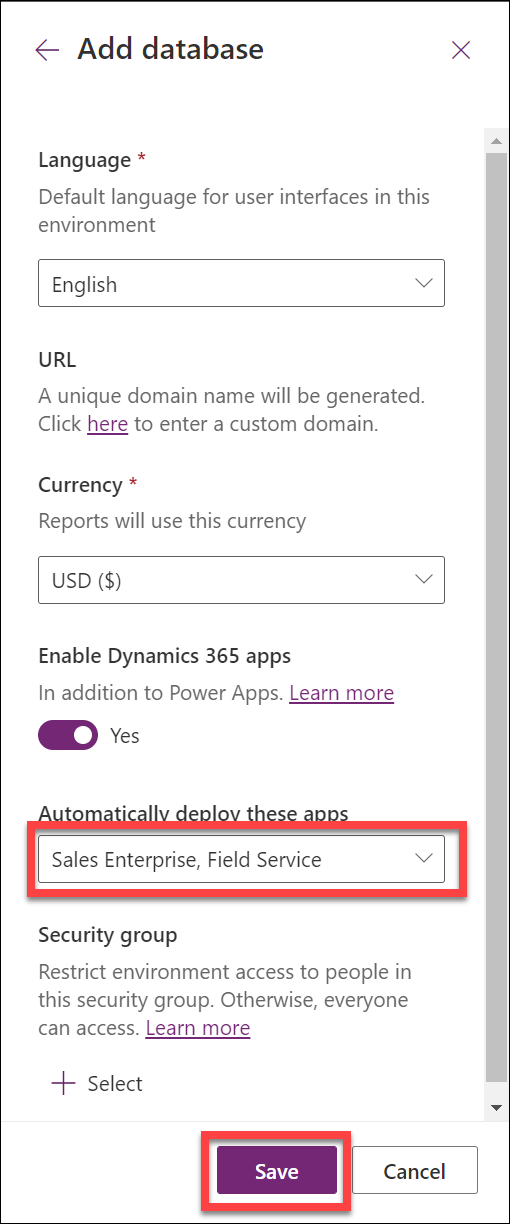 Add database
Language *
Default language for user interfaces in this
environment
English
URL
A unique domain name will be generated.
Click here to enter a custom domain.
Currency *
Reports will use this currency
USD ($)
Enable Dynamics 365 apps
In addition to Power Apps. Learn more
Yes
Automatically deploy these apps
Sales Enterprise, Field Service
Security group
Restrict environment access to people in
this security group. Otherwise, everyone
can access. Learn more
Select
Save
Cancel